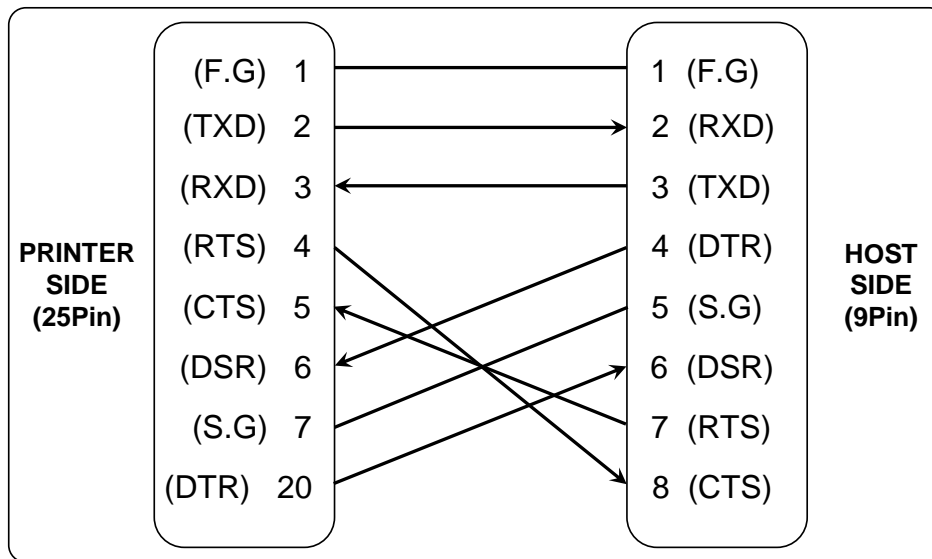 (F.G) 1 1 (F.G)
(TXD) 2 2 (RXD)
(RXD) 3 3 (TXD)
(RTS) 4 4 (DTR)
PRINTER
SIDE
(25Pin)
HOST
SIDE
(9Pin)
(CTS) 5 5 (S.G)
(DSR) 6 6 (DSR)
(S.G) 7 7 (RTS)
(DTR) 20 8 (CTS)